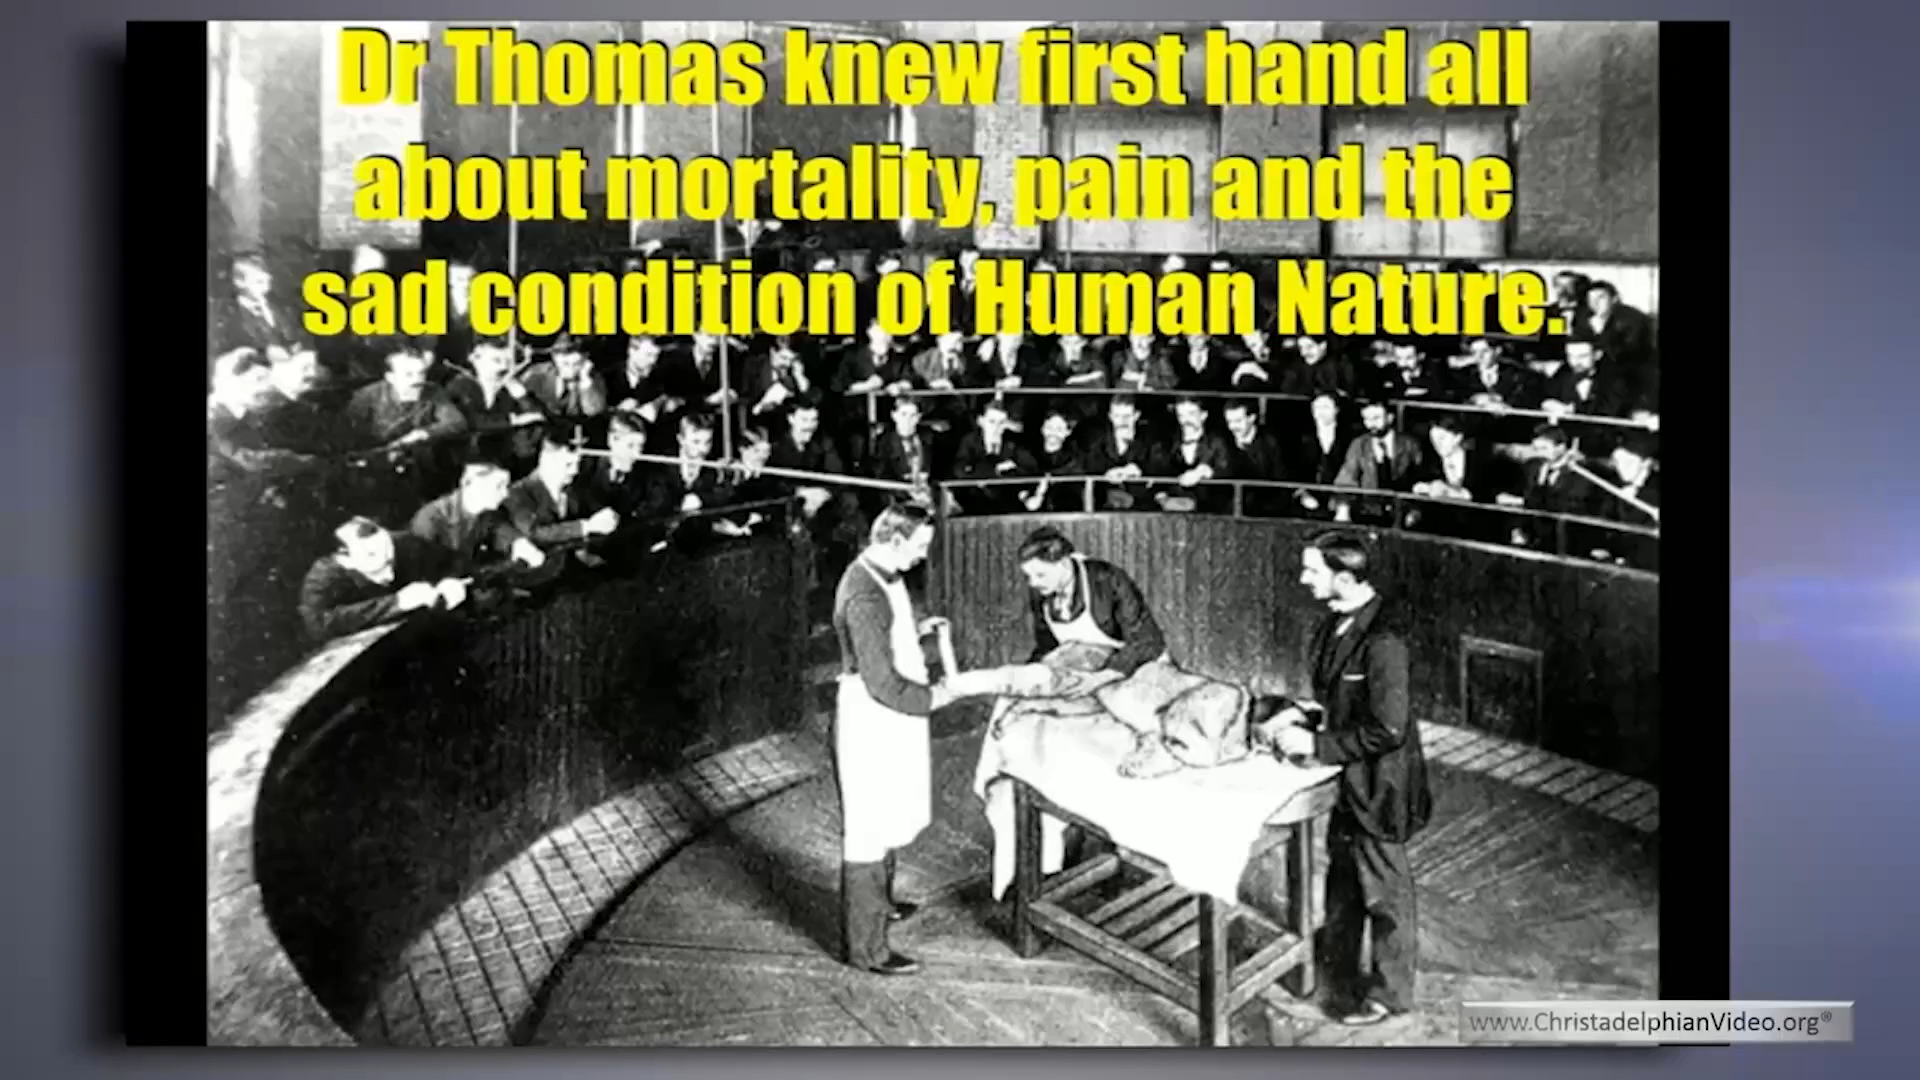 Dr Thomas knew first hand all
about mortality, pain and the
sad condition of Human Nature.
www.ChristadelphianVideo.org®